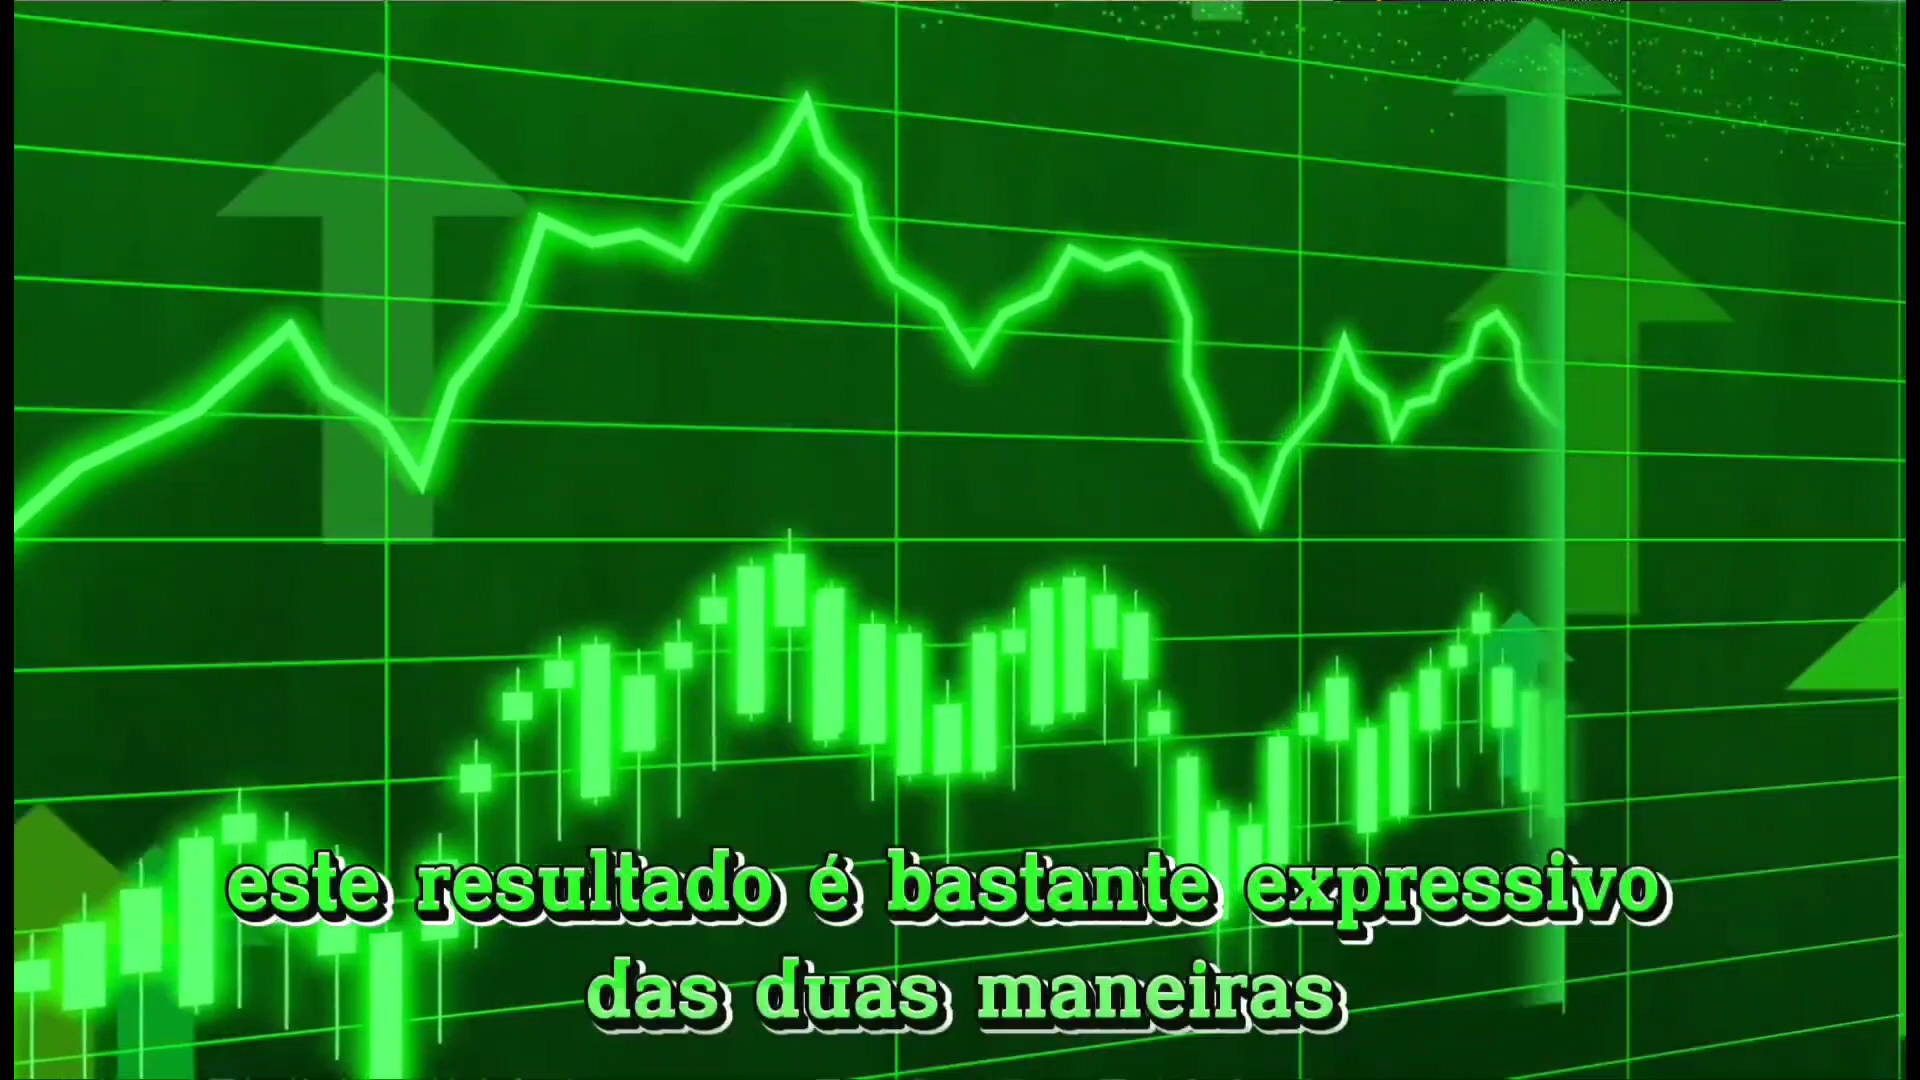 este resultado é bastante expressivo
das duas maneiras